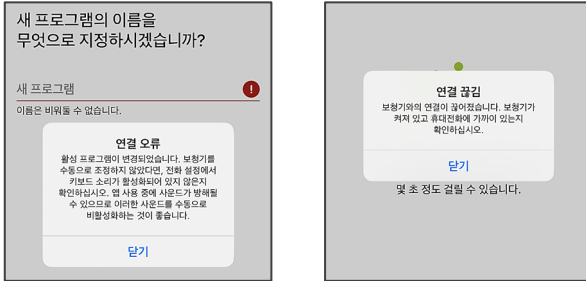 새 프로그램의 이름을
무엇으로 지정하시겠습니까?
새 프로그램
!
이름은 비워둘 수 없습니다.
연결 오류
활성 프로그램이 변경되었습니다. 보청기를
수동으로 조정하지 않았다면, 전화 설정에서
키보드 소리가 활성화되어 있지 않은지
확인하십시오. 앱 사용 중에 사운드가 방해될
수 있으므로 이러한 사운드를 수동으로
비활성화하는 것이 좋습니다.
닫기
연결 끊김
보청기와의 연결이 끊어졌습니다. 보청기가
켜져 있고 휴대전화에 가까이 있는지
확인하십시오.
닫기
몇 초 정도 걸릴 수 있습니다.